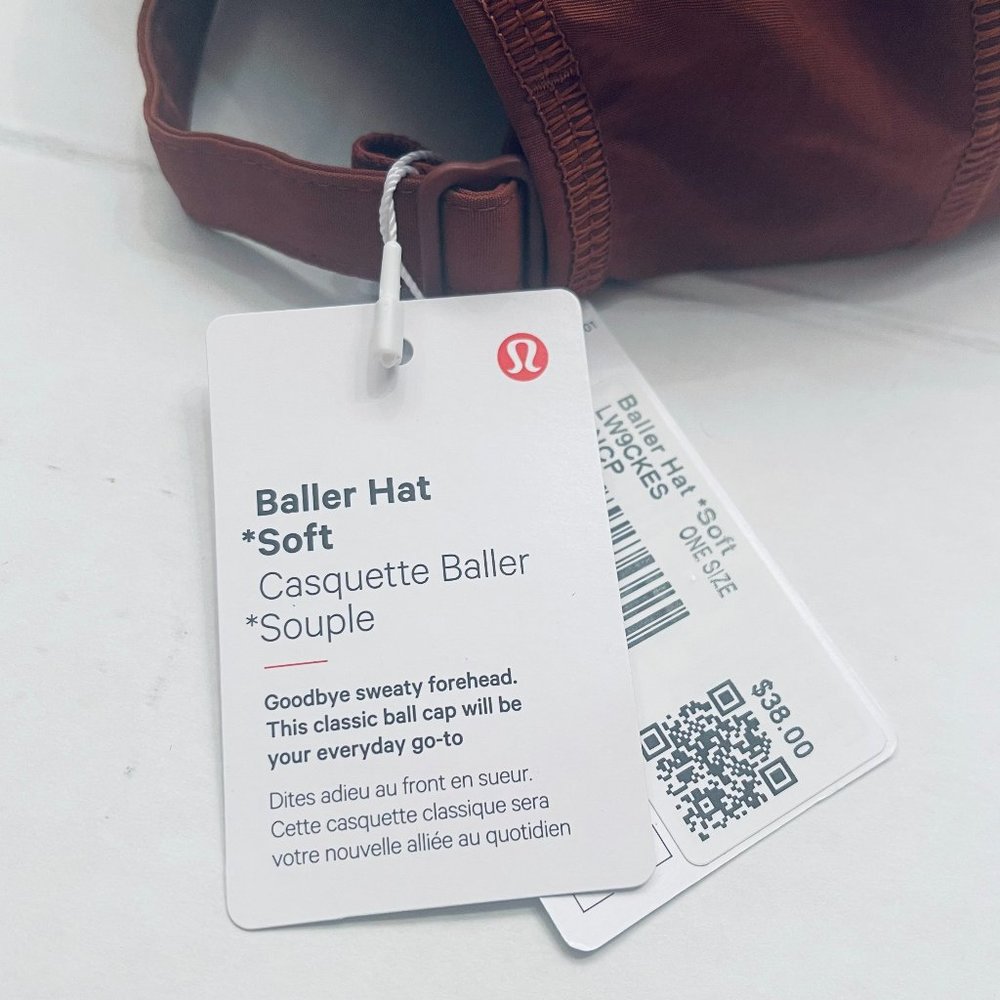 Baller Hat
*Soft
Casquette Baller
*Souple
Goodbye sweaty forehead.
This classic ball cap will be
your everyday go-to
Dites adieu au front en sueur.
Cette casquette classique sera
votre nouvelle alliée au quotidien
Baller Hat *Soft
LW9CKES
ONE SIZE
$38.00